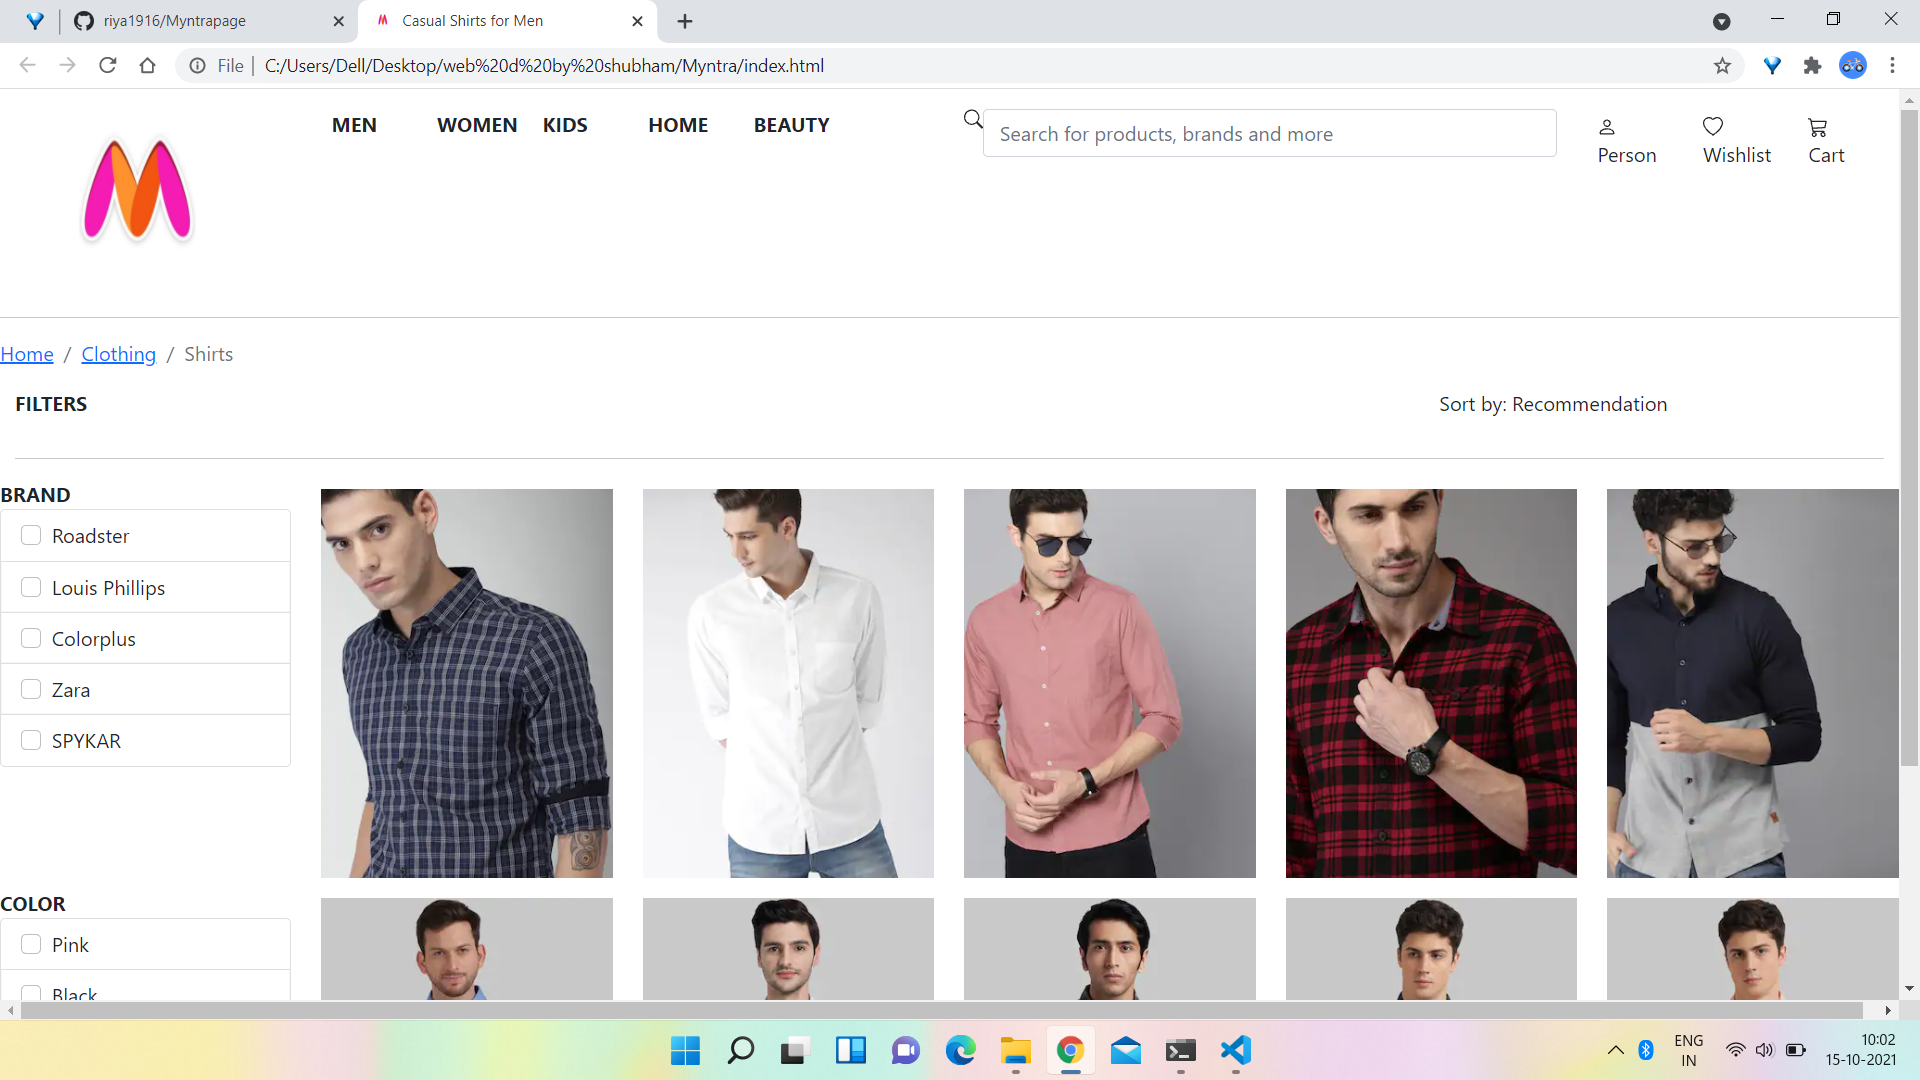 riya1916/Myntrapage
Casual Shirts for Men
File | C:/Users/Dell/Desktop/web%20d%20by%20shubham/Myntra/index.html
MEN WOMEN KIDS HOME BEAUTY
Search for products, brands and more
Person Wishlist Cart
Home / Clothing / Shirts
FILTERS
Sort by: Recommendation
BRAND
Roadster
Louis Phillips
Colorplus
Zara
SPYKAR
COLOR
Pink
Black
ENG
IN
10:02
15-10-2021